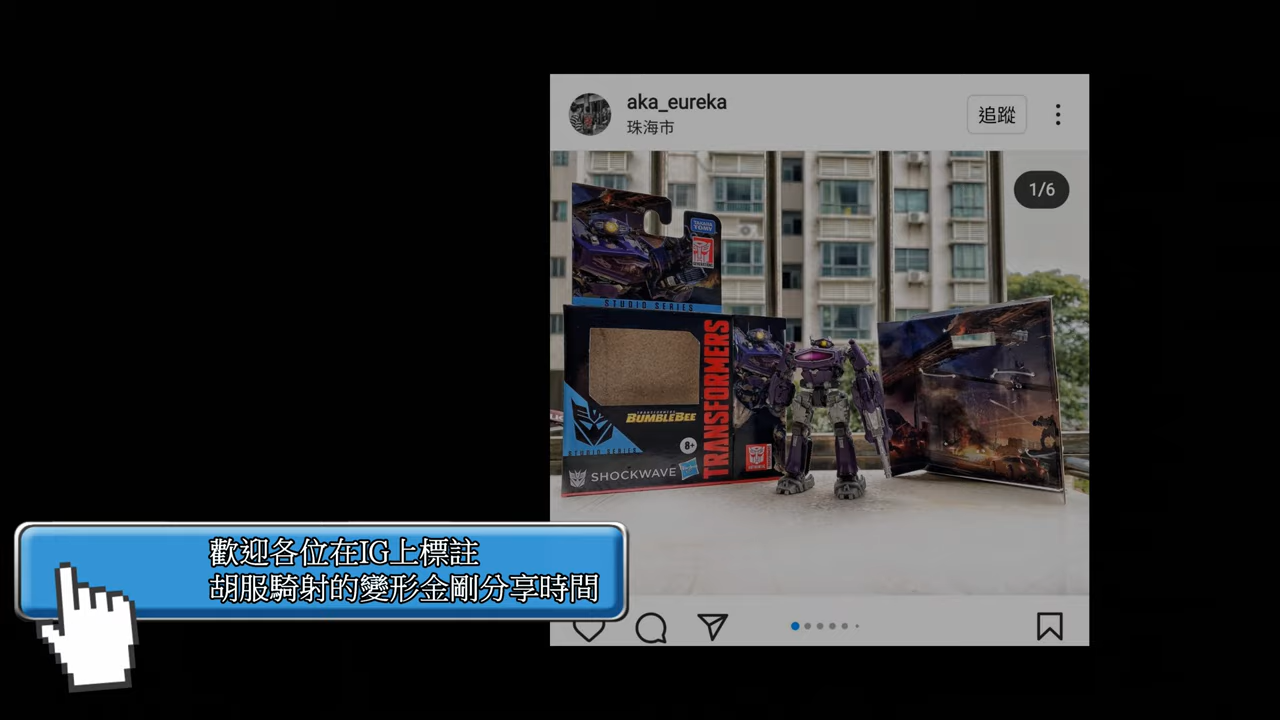 aka_eureka
珠海市
追蹤
1/6
TAKARA
TOMY
STUDIO SERIES
TRANSFORMERS
BUMBLEBEE
8+
STUDIO SERIES
SHOCKWAVE
歡迎各位在IG上標註
胡服騎射的變形金剛分享時間